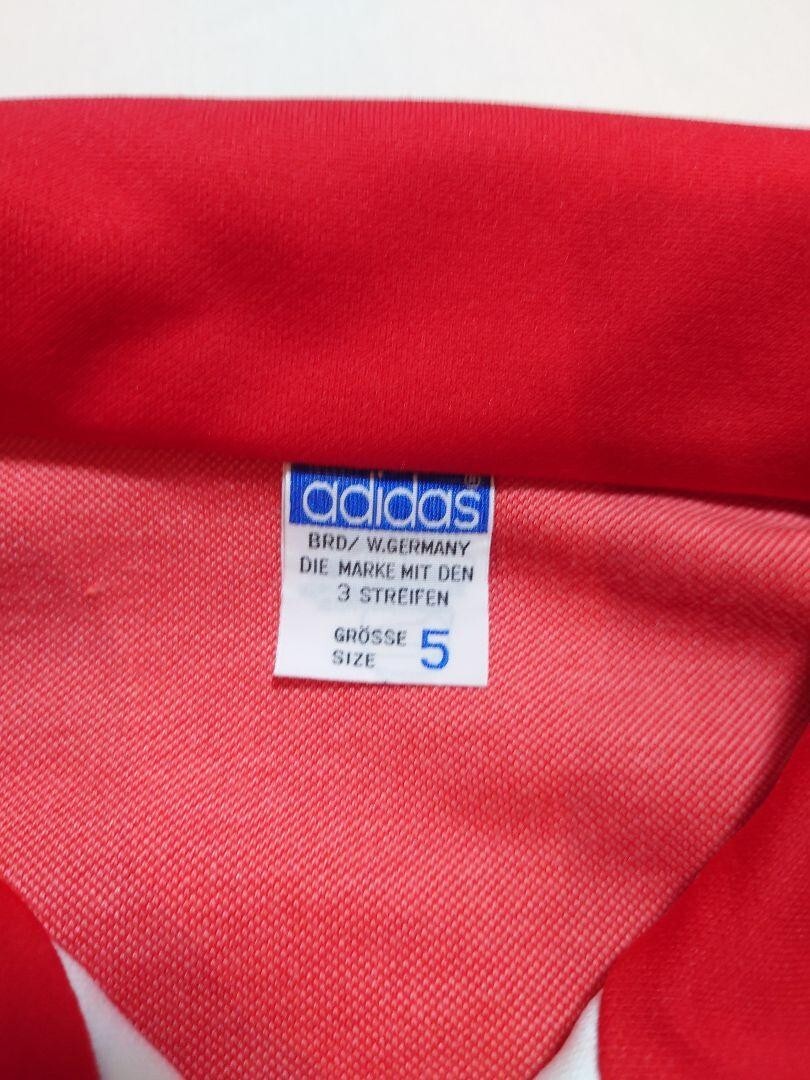 adidas®
BRD/ W.GERMANY
DIE MARKE MIT DEN
3 STREIFEN
GRÖSSE 5
SIZE